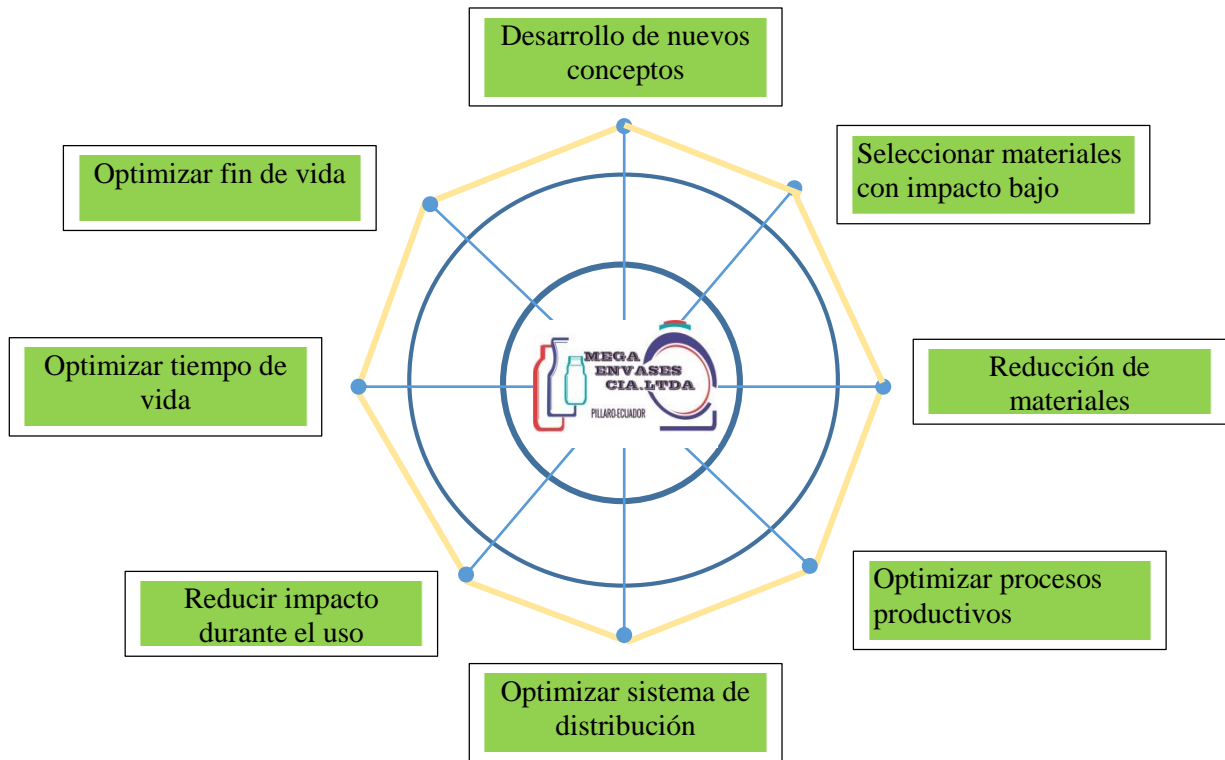 Desarrollo de nuevos
conceptos
Seleccionar materiales
con impacto bajo
Reducción de
materiales
Optimizar procesos
productivos
Optimizar sistema de
distribución
Reducir impacto
durante el uso
Optimizar tiempo de
vida
Optimizar fin de vida
MEGA
ENVASES
CIA.LTDA
PILLARO-ECUADOR